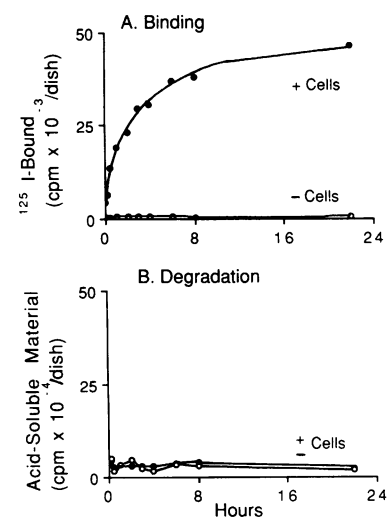 A. Binding
125 I-Bound
(cpm x 10 -3 /dish)
50
25
0
+ Cells
- Cells
0
8
16
24
B. Degradation
Acid-Soluble Material
(cpm x 10 -4 /dish)
50
25
0
+
- Cells
0
8
16
24
Hours